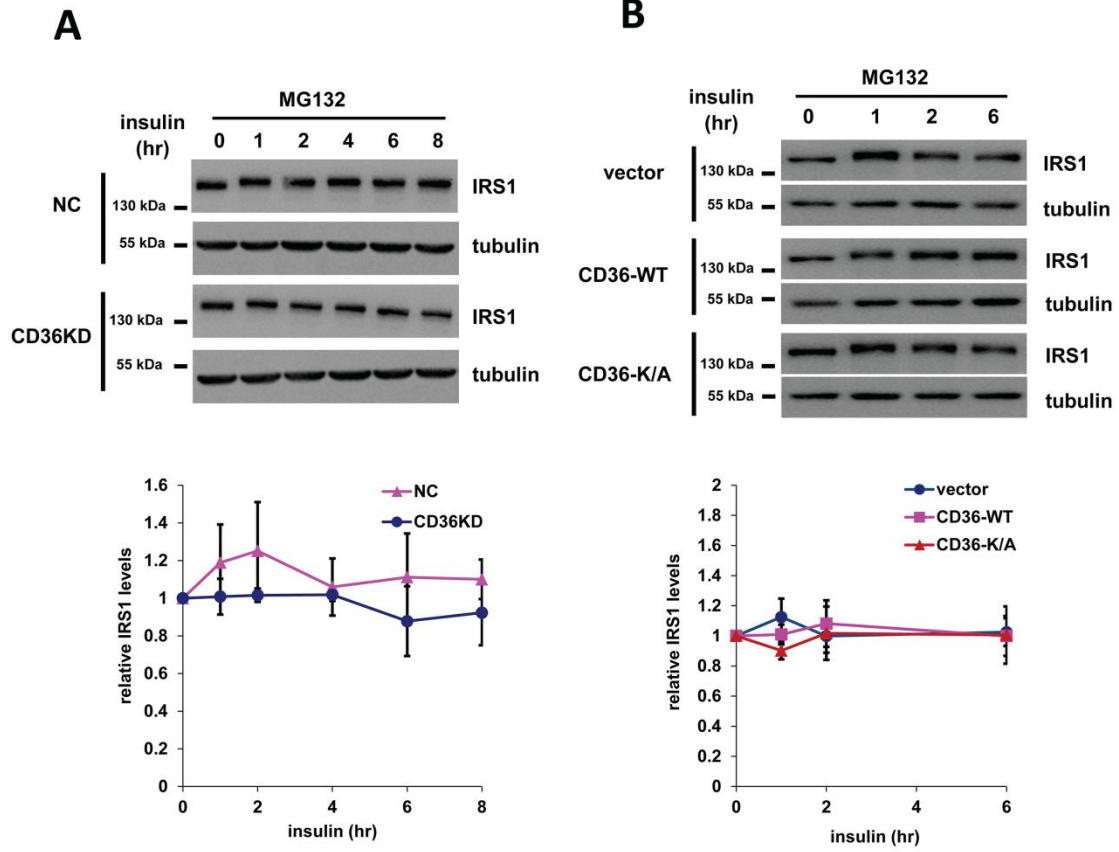 A
MG132
insulin
(hr)
0 1 2 4 6 8
NC
IRS1
130 kDa
55 kDa
tubulin
CD36KD
IRS1
130 kDa
55 kDa
tubulin
1.6
1.4
1.2
1
0.8
0.6
0.4
0.2
0
relative IRS1 levels
NC
CD36KD
0 2 4 6 8
insulin (hr)
B
MG132
insulin
(hr)
0 1 2 6
vector
IRS1
130 kDa
55 kDa
tubulin
CD36-WT
IRS1
130 kDa
55 kDa
tubulin
CD36-K/A
IRS1
130 kDa
55 kDa
tubulin
2
1.8
1.6
1.4
1.2
1
0.8
0.6
0.4
0.2
0
relative IRS1 levels
vector
CD36-WT
CD36-K/A
0 2 4 6
insulin (hr)